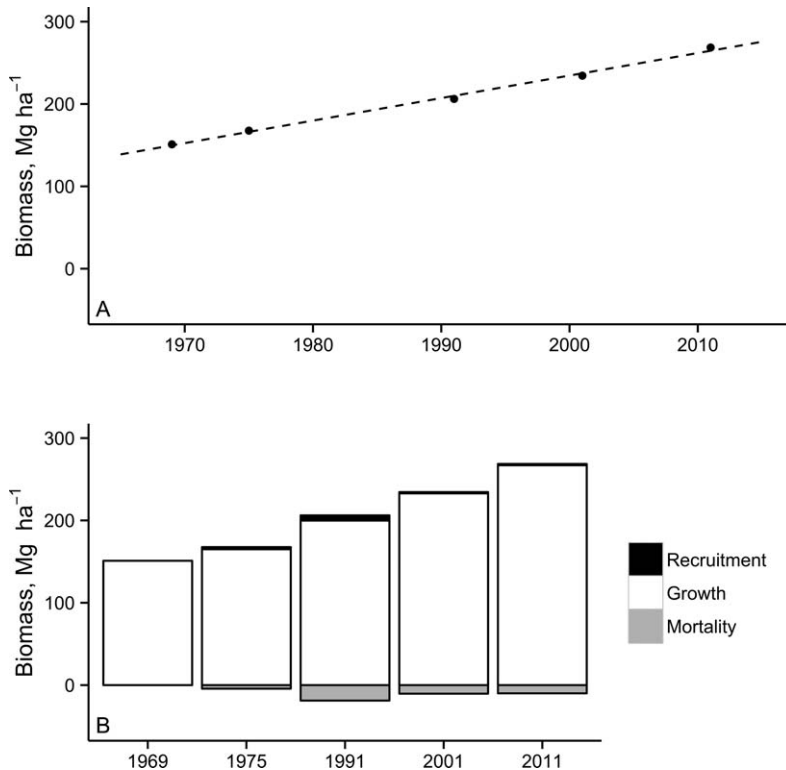 Biomass, Mg ha⁻¹
300
200
100
0
A
1970 1980 1990 2000 2010
Biomass, Mg ha⁻¹
300
200
100
0
B
1969 1975 1991 2001 2011
Recruitment
Growth
Mortality